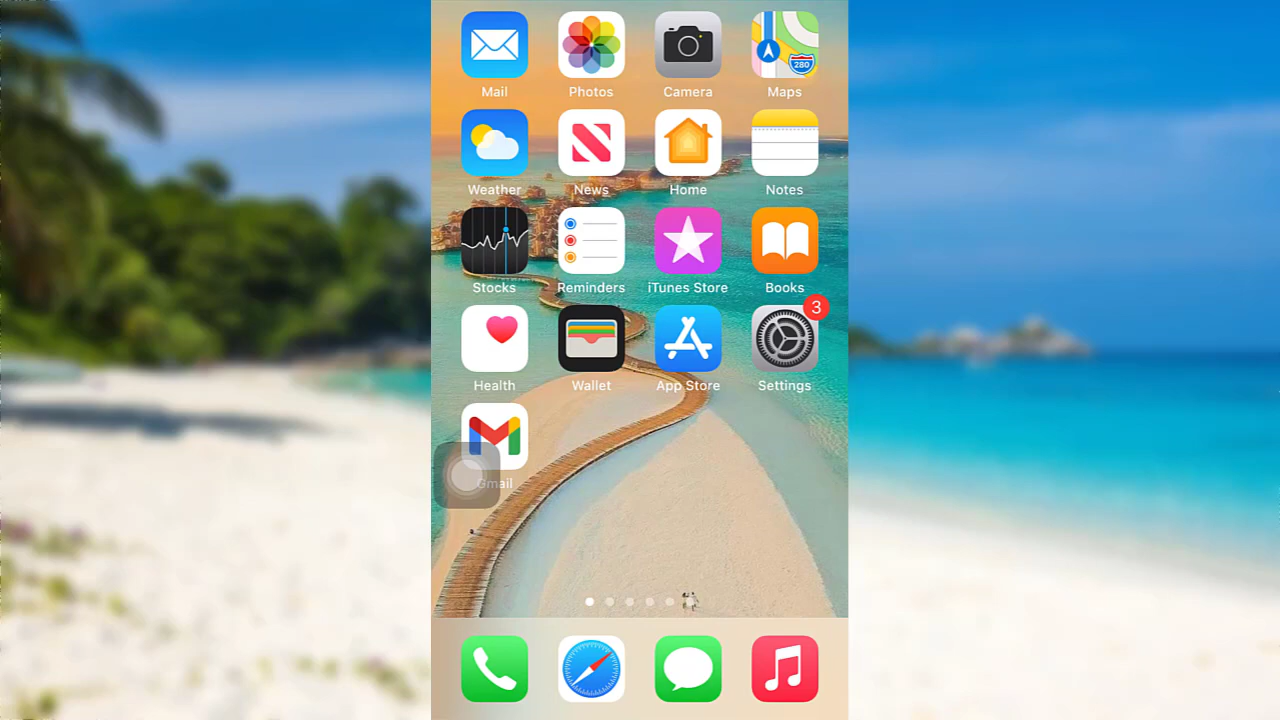 Mail Photos Camera Maps
280
Weather News Home Notes
Stocks Reminders iTunes Store Books
3
Health Wallet App Store Settings
Gmail